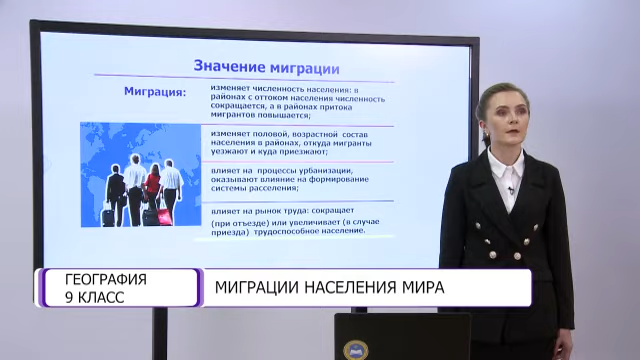 Значение миграции
Миграция:
изменяет численность населения: в
районах с оттоком населения численность
сокращается, а в районах притока
мигрантов повышается;
изменяет половой, возрастной состав
населения в районах, откуда мигранты
уезжают и куда приезжают;
влияет на процессы урбанизации,
оказывают влияние на формирование
системы расселения;
влияет на рынок труда: сокращает
(при отъезде) или увеличивает (в случае
приезда) трудоспособное население.
ГЕОГРАФИЯ
9 КЛАСС
МИГРАЦИИ НАСЕЛЕНИЯ МИРА